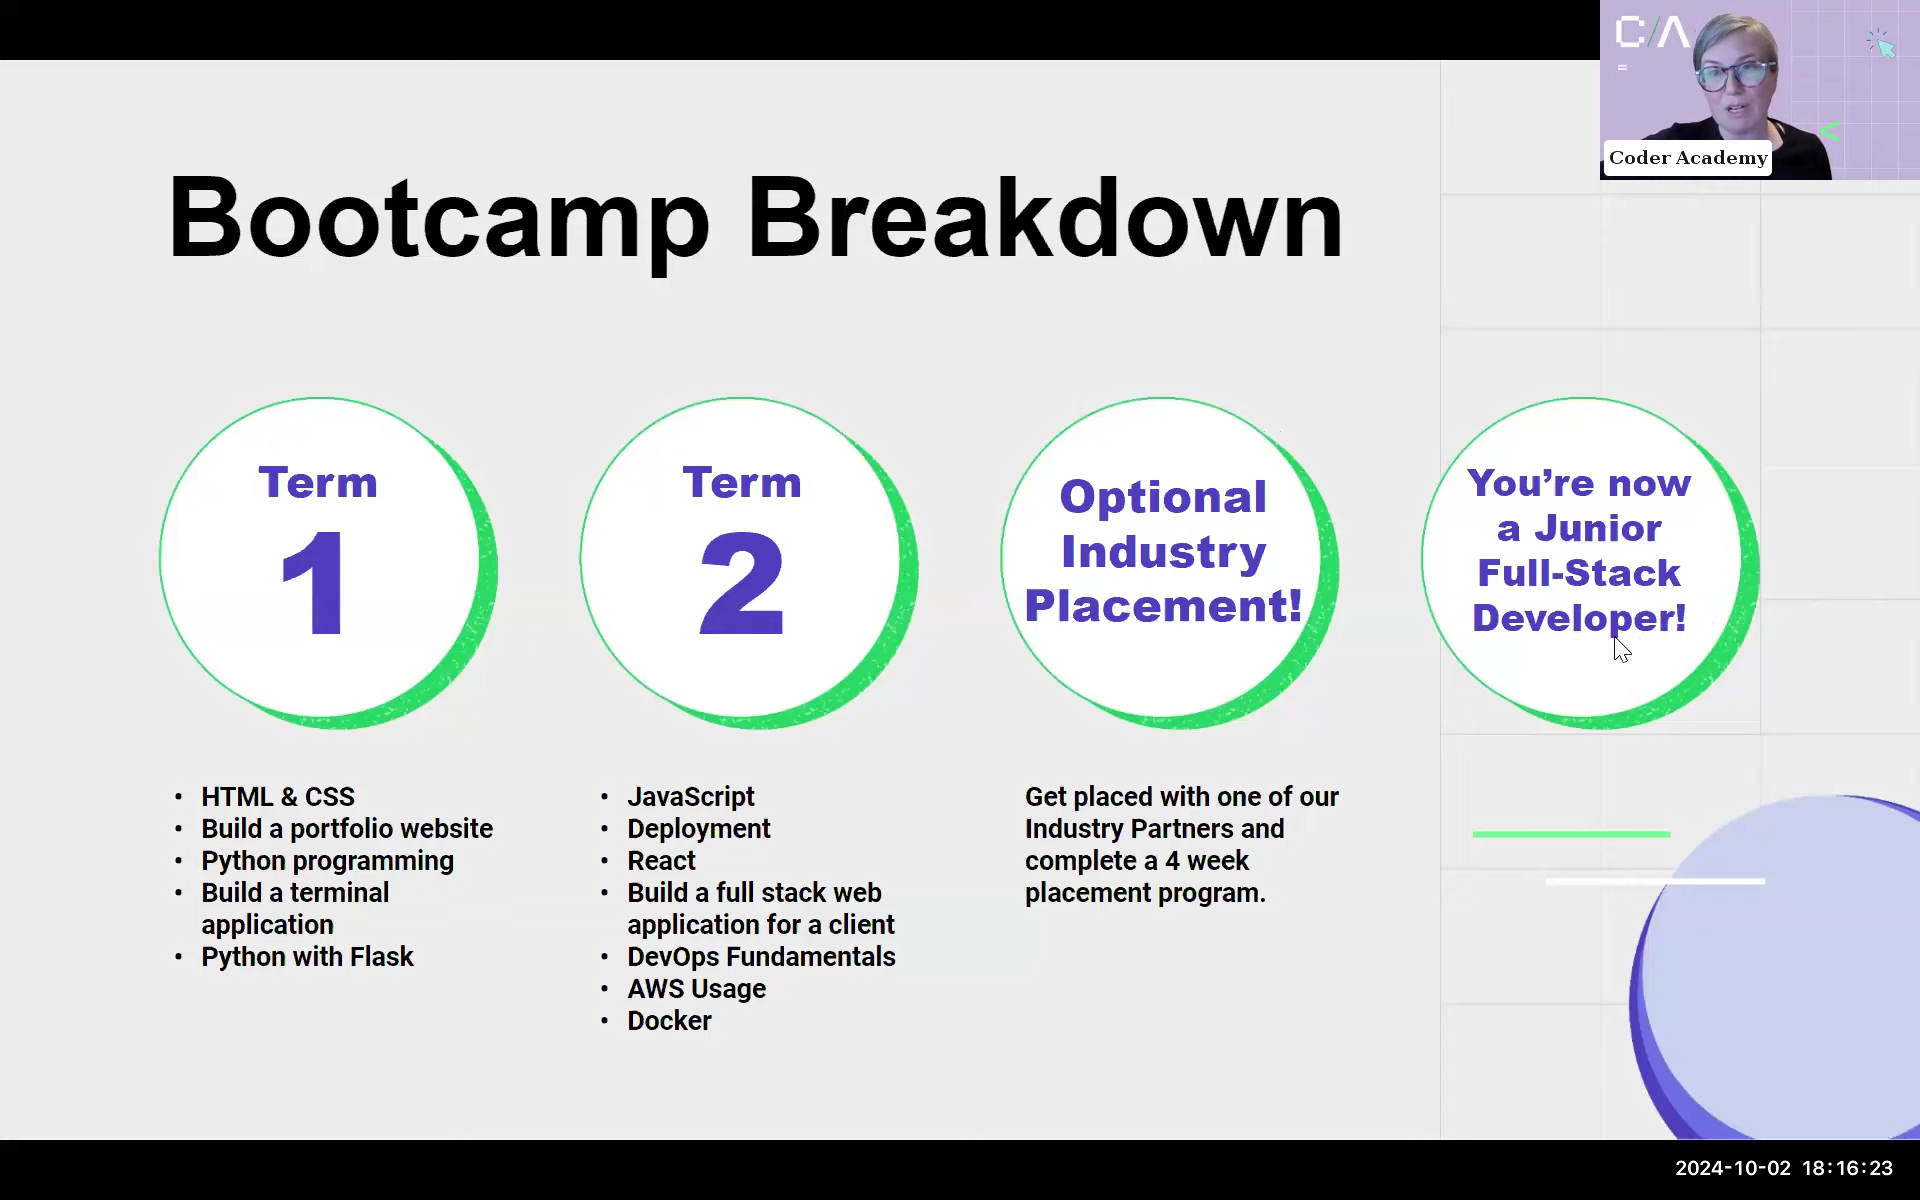 C/A
Coder Academy
Bootcamp Breakdown
Term
1
Term
2
Optional
Industry
Placement!
You’re now
a Junior
Full-Stack
Developer!
• HTML & CSS
• Build a portfolio website
• Python programming
• Build a terminal
application
• Python with Flask
• JavaScript
• Deployment
• React
• Build a full stack web
application for a client
• DevOps Fundamentals
• AWS Usage
• Docker
Get placed with one of our
Industry Partners and
complete a 4 week
placement program.
2024-10-02 18:16:23